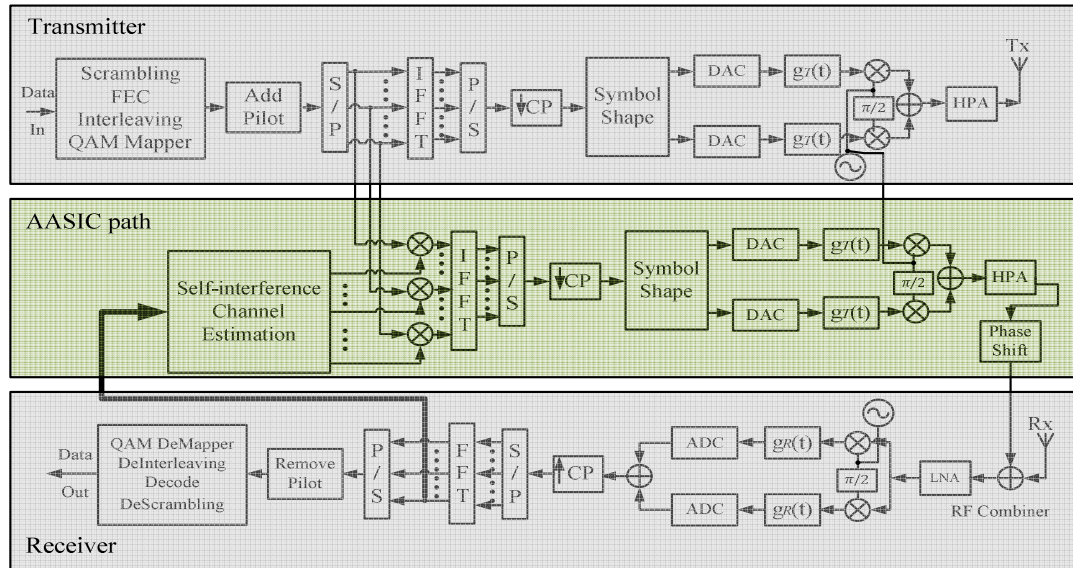 Transmitter
Data
In
Scrambling
FEC
Interleaving
QAM Mapper
Add
Pilot
S
/
P
I
F
F
T
P
/
S
↓CP
Symbol
Shape
DAC
gT(t)
DAC
gT(t)
π/2
HPA
Tx
AASIC path
Self-interference
Channel
Estimation
I
F
F
T
P
/
S
↓CP
Symbol
Shape
DAC
gT(t)
DAC
gT(t)
π/2
HPA
Phase
Shift
Data
Out
QAM DeMapper
DeInterleaving
Decode
DeScrambling
Remove
Pilot
P
/
S
F
F
T
S
/
P
↑CP
ADC
gR(t)
ADC
gR(t)
π/2
LNA
Rx
RF Combiner
Receiver